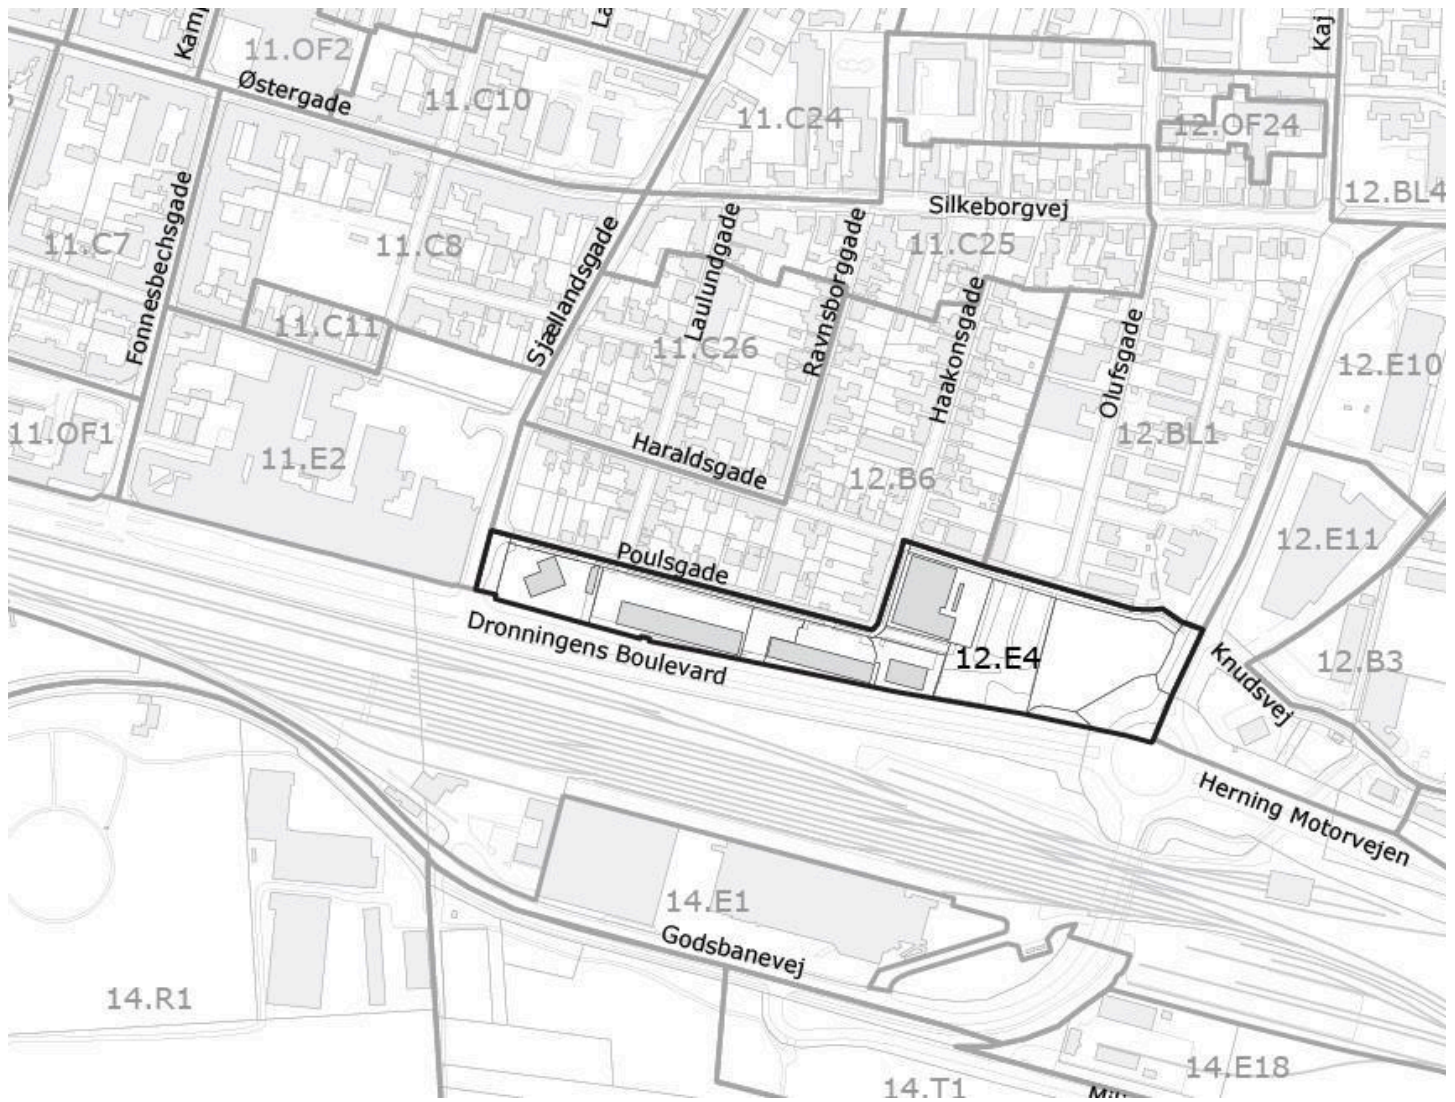 Kaj
11.OF2
Østergade
11.C10
11.C24
12.OF24
12.BL4
Silkeborgvej
11.C7
Fonnesbechsgade
11.C8
Sjællandsgade
Laulundgade
Ravnsborggade
11.C25
Haakonsgade
Olufsgade
11.C11
11.C26
12.E10
11.OF1
11.E2
Haraldsgade
12.B6
12.BL1
12.E11
Poulsgade
Dronningens Boulevard
12.E4
Knudsvej
12.B3
Herning Motorvejen
14.E1
Godsbanevej
14.R1
14.E18
14.T1